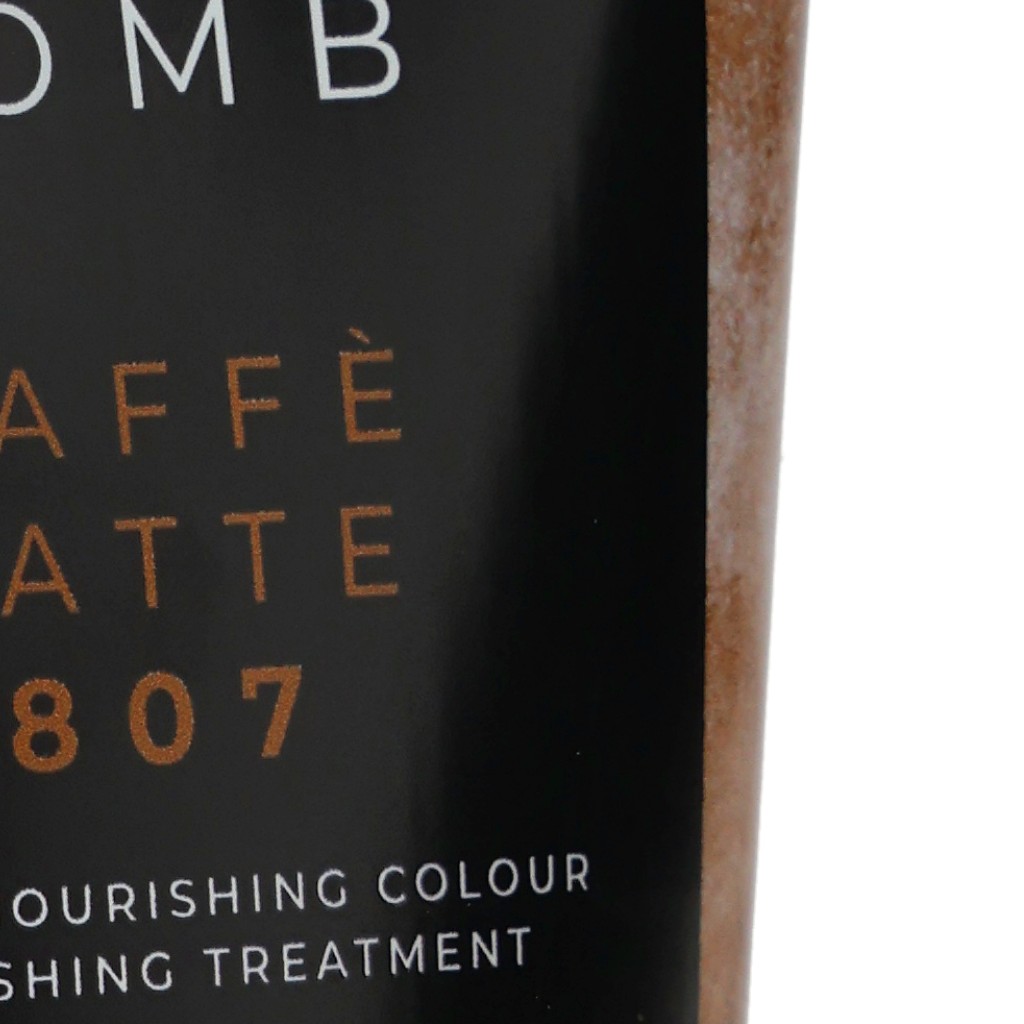 OMB
AFFÈ
ATTE
807
OURISHING COLOUR
SHING TREATMENT